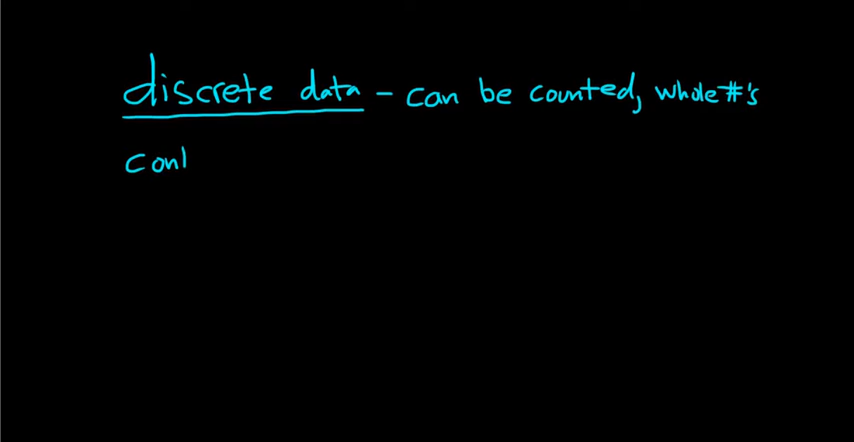 discrete data – can be counted, whole #'s
conl